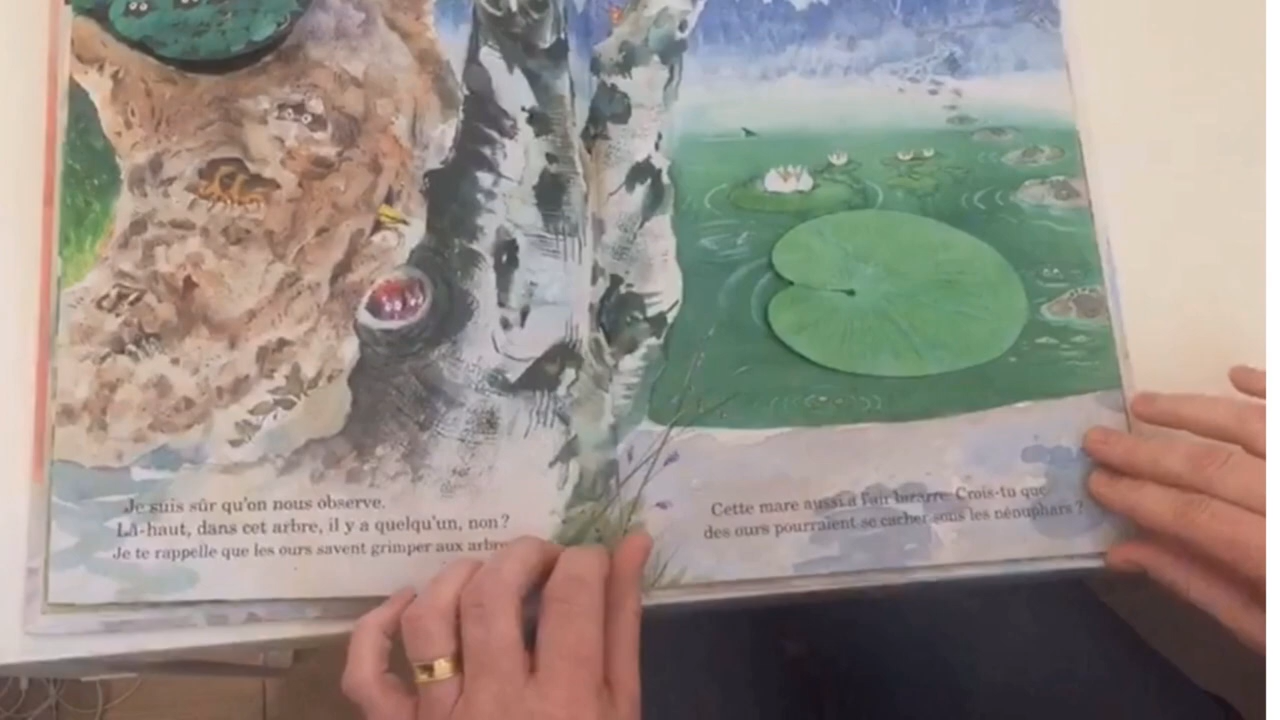 Je suis sûr qu'on nous observe.
Là-haut, dans cet arbre, il y a quelqu'un, non ?
Je te rappelle que les ours savent grimper aux arbre
Cette mare aussi a l'air bizarre. Crois-tu que
des ours pourraient se cacher sous les nénuphars ?